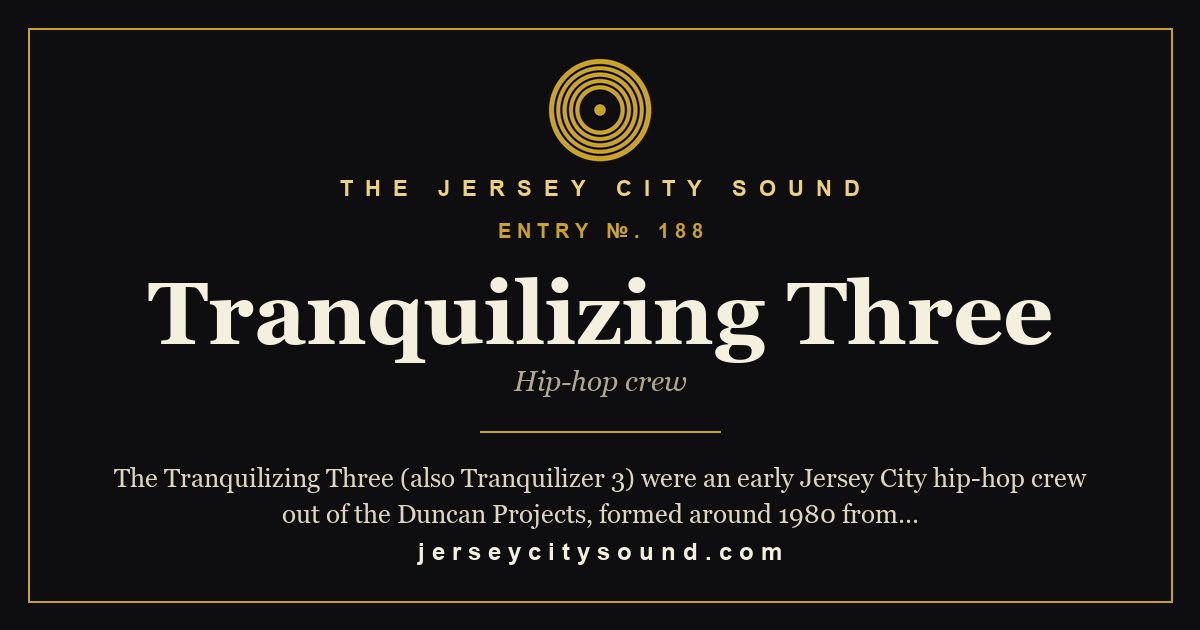 THE JERSEY CITY SOUND
ENTRY №. 188
Tranquilizing Three
Hip-hop crew
The Tranquilizing Three (also Tranquilizer 3) were an early Jersey City hip-hop crew
out of the Duncan Projects, formed around 1980 from…
jerseycitysound.com